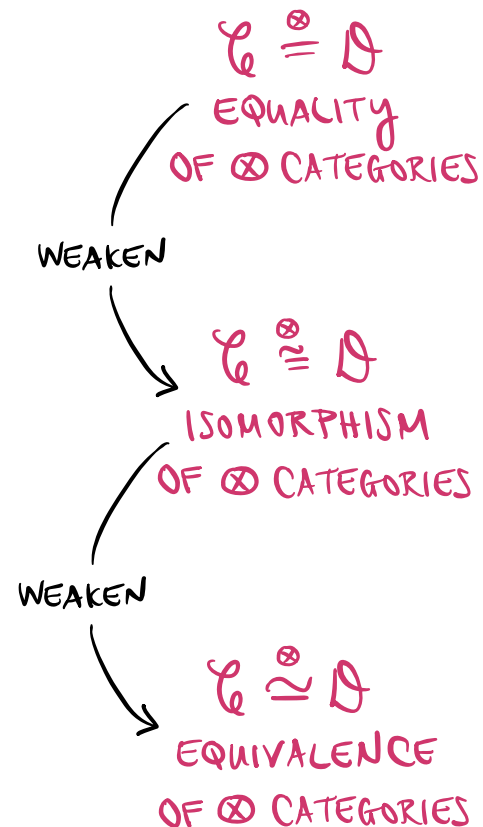 𝒞 ≗ 𝒟
EQUALITY
OF ⊗ CATEGORIES
WEAKEN
𝒞 ≅ 𝒟
ISOMORPHISM
OF ⊗ CATEGORIES
WEAKEN
𝒞 ≃ 𝒟
EQUIVALENCE
OF ⊗ CATEGORIES